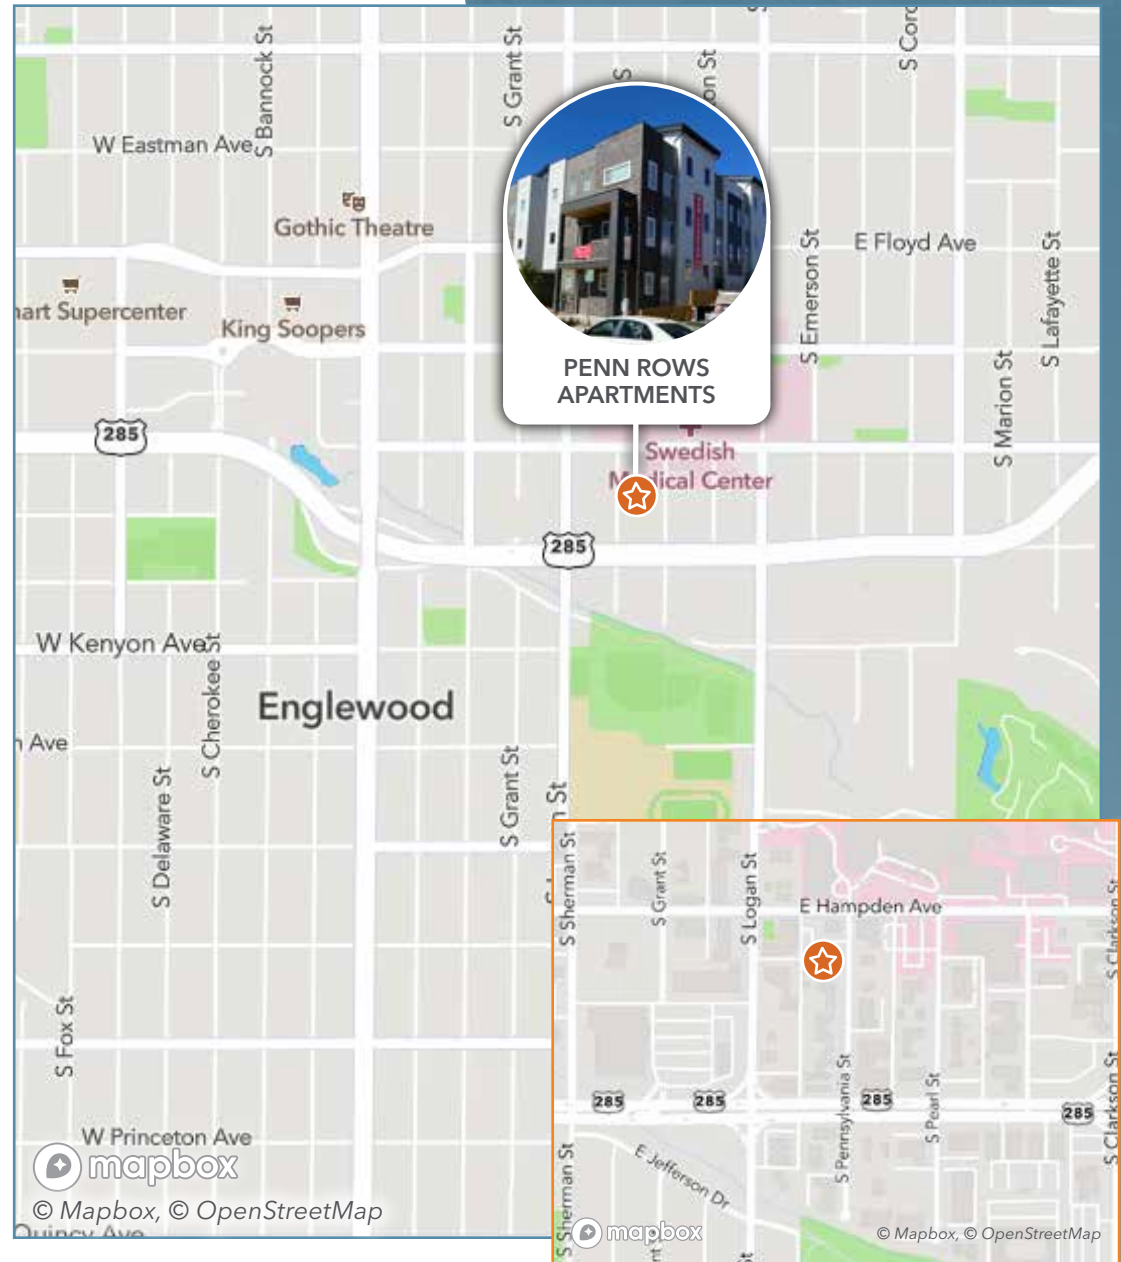 S Bannock St
S Grant St
W Eastman Ave
Gothic Theatre
E Floyd Ave
S Emerson St
S Lafayette St
King Soopers
PENN ROWS
APARTMENTS
S Marion St
285
Swedish
Medical Center
285
W Kenyon Ave
S Cherokee St
Englewood
Ave
S Delaware St
S Grant St
S Fox St
W Princeton Ave
mapbox
© Mapbox, © OpenStreetMap
Quincy Ave
S Sherman St
S Grant St
S Logan St
E Hampden Ave
S Clarkson St
285
285
285
285
S Pennsylvania St
S Pearl St
S Clarkson St
S Sherman St
E Jefferson Dr
mapbox
© Mapbox, © OpenStreetMap